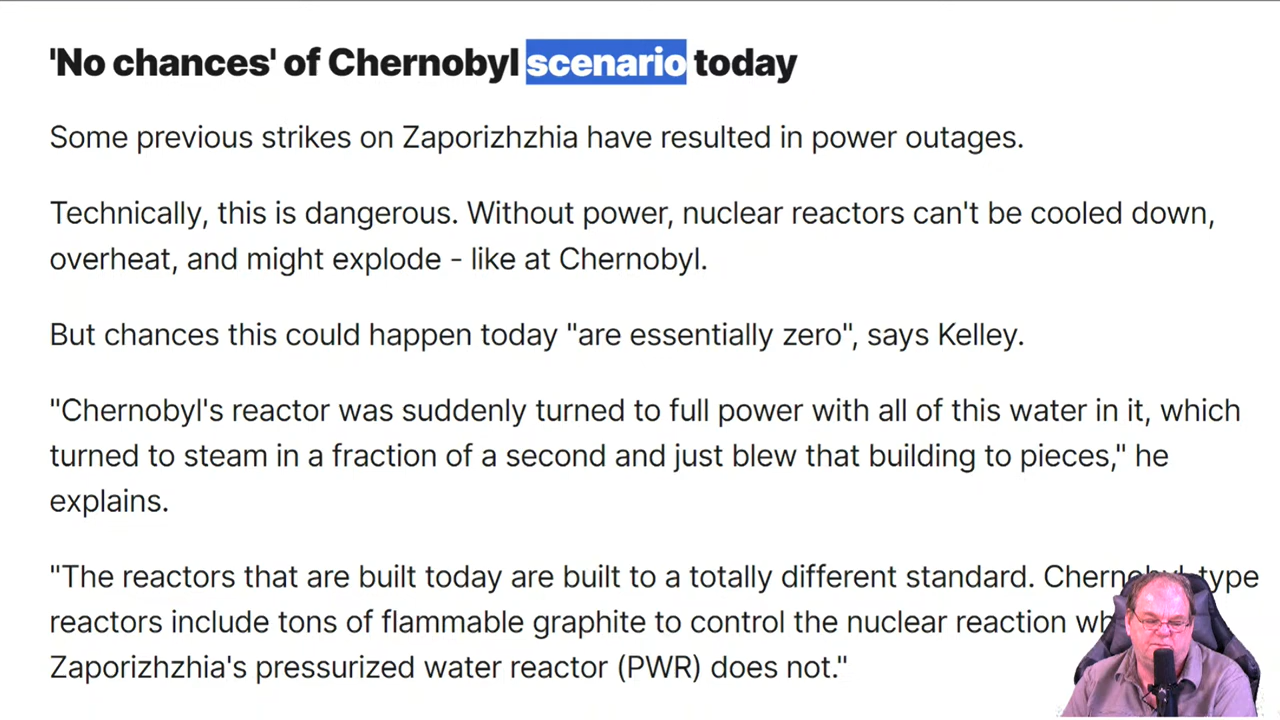 'No chances' of Chernobyl scenario today
Some previous strikes on Zaporizhzhia have resulted in power outages.
Technically, this is dangerous. Without power, nuclear reactors can't be cooled down,
overheat, and might explode - like at Chernobyl.
But chances this could happen today "are essentially zero", says Kelley.
"Chernobyl's reactor was suddenly turned to full power with all of this water in it, which
turned to steam in a fraction of a second and just blew that building to pieces," he
explains.
"The reactors that are built today are built to a totally different standard. Chernobyl-type
reactors include tons of flammable graphite to control the nuclear reaction
Zaporizhzhia's pressurized water reactor (PWR) does not."